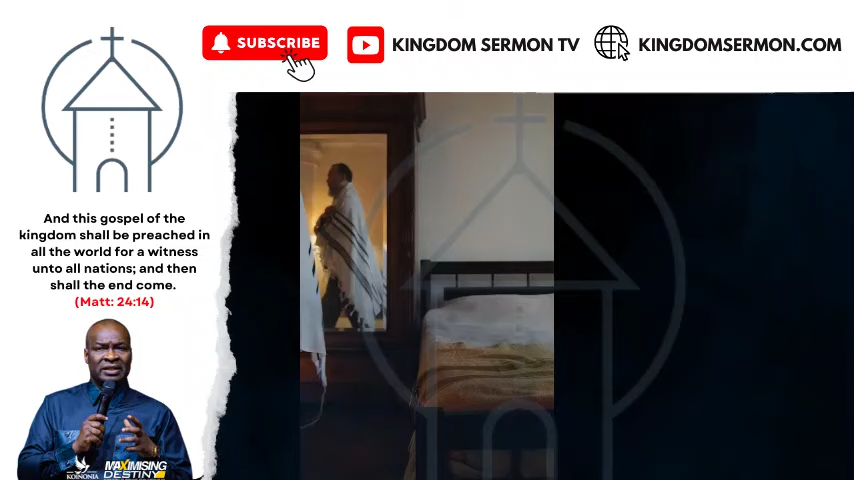 SUBSCRIBE
KINGDOM SERMON TV
KINGDOMSERMON.COM
And this gospel of the
kingdom shall be preached in
all the world for a witness
unto all nations; and then
shall the end come.
(Matt: 24:14)
KOINONIA
MAXIMISING
DESTINY